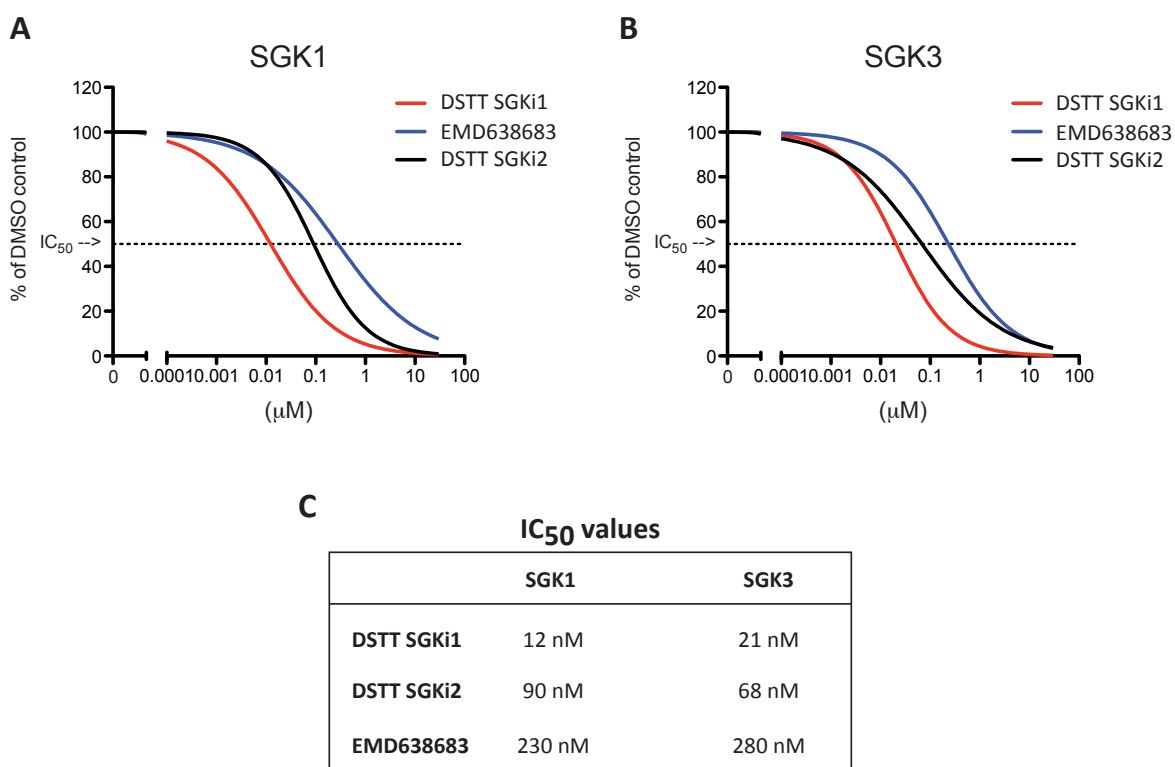 A
SGK1
120
100
80
60
40
20
0
% of DMSO control
IC50 -->
DSTT SGKi1
EMD638683
DSTT SGKi2
0 0.0001 0.001 0.01 0.1 1 10 100
(μM)
B
SGK3
120
100
80
60
40
20
0
% of DMSO control
IC50 -->
DSTT SGKi1
EMD638683
DSTT SGKi2
0 0.0001 0.001 0.01 0.1 1 10 100
(μM)
C
IC50 values
SGK1 SGK3
DSTT SGKi1 12 nM 21 nM
DSTT SGKi2 90 nM 68 nM
EMD638683 230 nM 280 nM